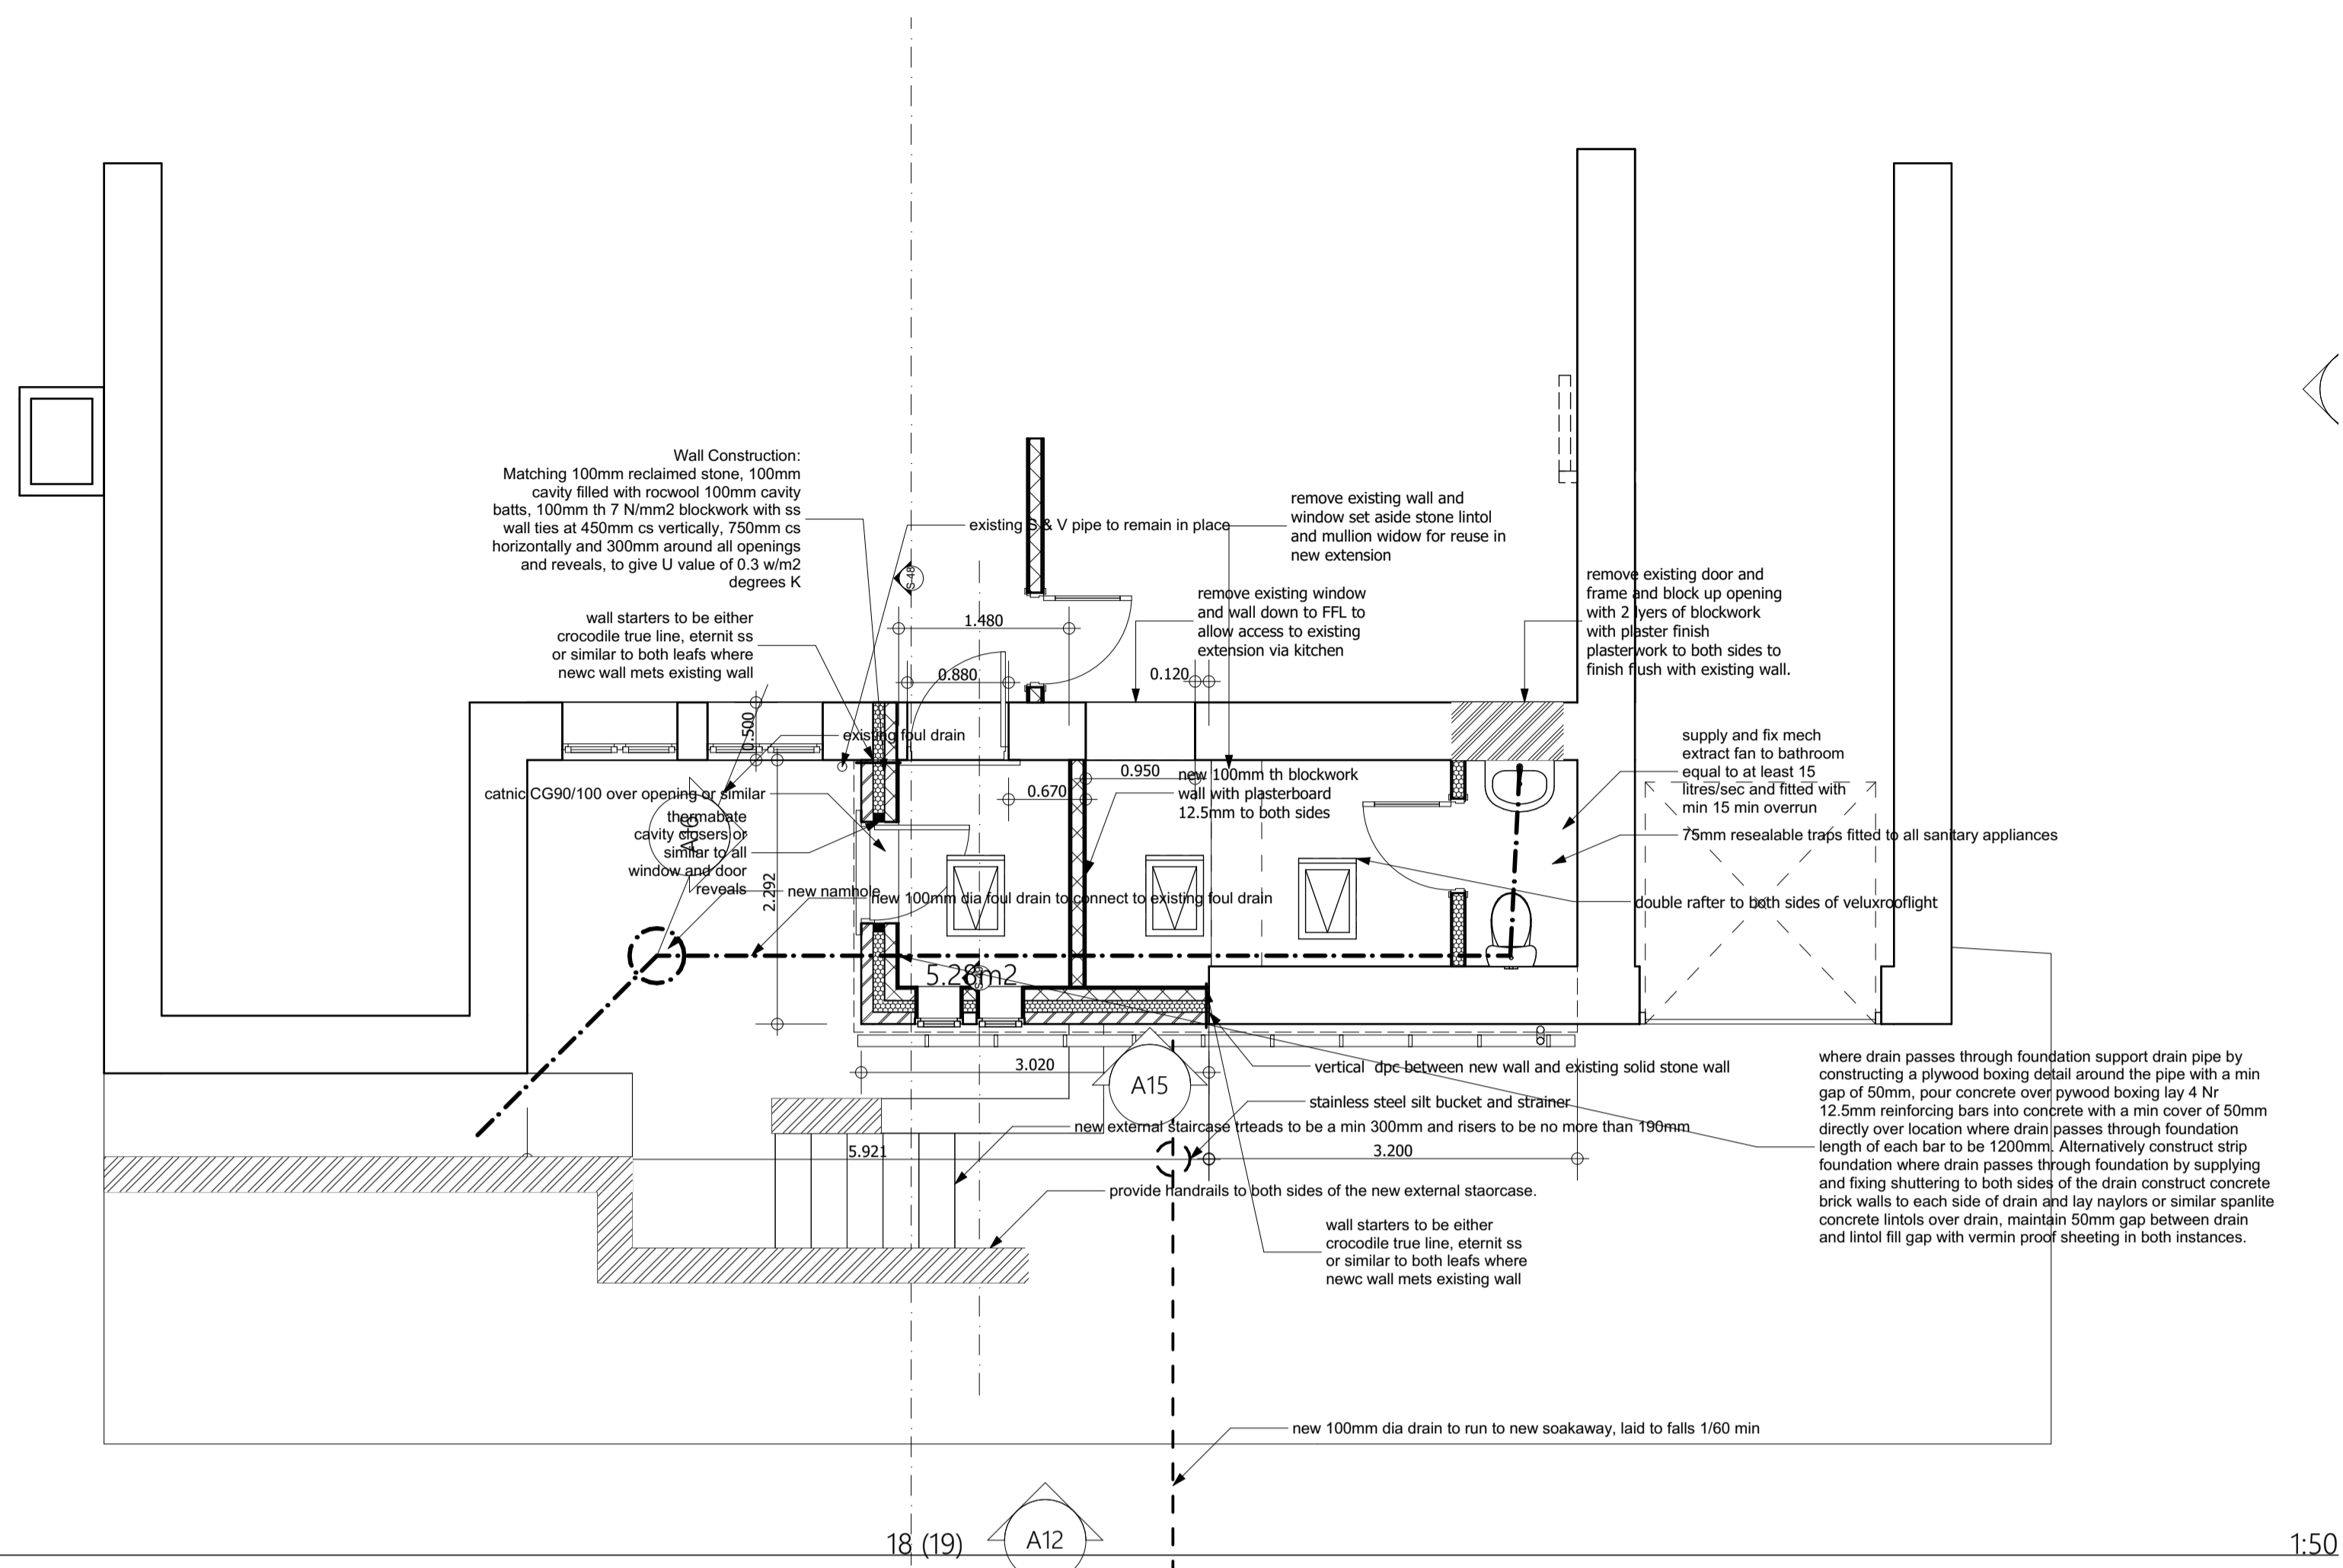 Wall Construction:
Matching 100mm reclaimed stone, 100mm
cavity filled with rocwool 100mm cavity
batts, 100mm th 7 N/mm2 blockwork with ss
wall ties at 450mm cs vertically, 750mm cs
horizontally and 300mm around all openings
and reveals, to give U value of 0.3 w/m2
degrees K
existing S & V pipe to remain in place
remove existing wall and
window set aside stone lintol
and mullion widow for reuse in
new extension
S-48
remove existing window
and wall down to FFL to
allow access to existing
extension via kitchen
remove existing door and
frame and block up opening
with 2 lyers of blockwork
with plaster finish
plasterwork to both sides to
finish flush with existing wall.
wall starters to be either
crocodile true line, eternit ss
or similar to both leafs where
newc wall mets existing wall
1.480
0.880
0.120
0.500
existing foul drain
supply and fix mech
extract fan to bathroom
equal to at least 15
litres/sec and fitted with
min 15 min overrun
0.950
0.670
new 100mm th blockwork
wall with plasterboard
12.5mm to both sides
catnic CG90/100 over opening or similar
A16
thermabate
cavity closers or
similar to all
window and door
reveals
75mm resealable traps fitted to all sanitary appliances
2.292
new namhole
new 100mm dia foul drain to connect to existing foul drain
double rafter to both sides of veluxrooflight
5.28m2
3.020
A15
vertical dpc between new wall and existing solid stone wall
stainless steel silt bucket and strainer
new external staircase trteads to be a min 300mm and risers to be no more than 190mm
5.921
3.200
provide handrails to both sides of the new external staorcase.
wall starters to be either
crocodile true line, eternit ss
or similar to both leafs where
newc wall mets existing wall
where drain passes through foundation support drain pipe by
constructing a plywood boxing detail around the pipe with a min
gap of 50mm, pour concrete over pywood boxing lay 4 Nr
12.5mm reinforcing bars into concrete with a min cover of 50mm
directly over location where drain passes through foundation
length of each bar to be 1200mm. Alternatively construct strip
foundation where drain passes through foundation by supplying
and fixing shuttering to both sides of the drain construct concrete
brick walls to each side of drain and lay naylors or similar spanlite
concrete lintols over drain, maintain 50mm gap between drain
and lintol fill gap with vermin proof sheeting in both instances.
new 100mm dia drain to run to new soakaway, laid to falls 1/60 min
18 (19)
A12
1:50